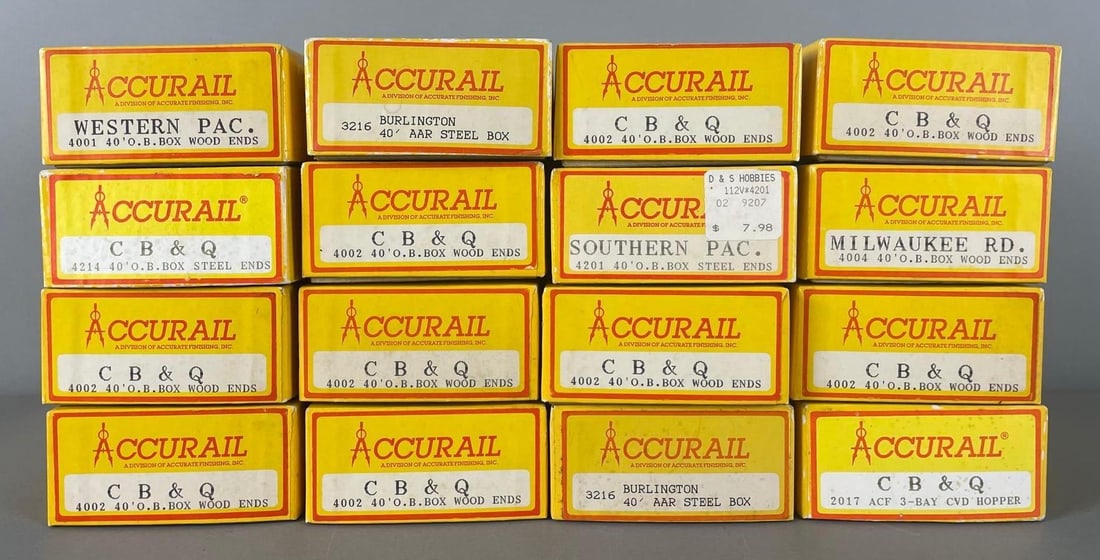 ACCURAIL
A DIVISION OF ACCURATE FINISHING, INC.
WESTERN PAC.
4001 40'O.B.BOX WOOD ENDS
ACCURAIL
A DIVISION OF ACCURATE FINISHING, INC.
3216 BURLINGTON
40' AAR STEEL BOX
ACCURAIL
A DIVISION OF ACCURATE FINISHING, INC.
C B & Q
4002 40'O.B.BOX WOOD ENDS
ACCURAIL
A DIVISION OF ACCURATE FINISHING, INC.
C B & Q
4002 40'O.B.BOX WOOD ENDS
ACCURAIL®
C B & Q
4214 40'O.B.BOX STEEL ENDS
ACCURAIL
A DIVISION OF ACCURATE FINISHING, INC.
C B & Q
4002 40'O.B.BOX WOOD ENDS
ACCURA
A DIVISION OF
D & S HOBBIES
112V*4201
02 9207
$ 7.98
SOUTHERN PAC.
4201 40'O.B.BOX STEEL ENDS
ACCURAIL
A DIVISION OF ACCURATE FINISHING, INC.
MILWAUKEE RD.
4004 40'O.B.BOX WOOD ENDS
ACCURAIL
A DIVISION OF ACCURATE FINISHING, INC.
C B & Q
4002 40'O.B.BOX WOOD ENDS
ACCURAIL
A DIVISION OF ACCURATE FINISHING, INC.
C B & Q
4002 40'O.B.BOX WOOD ENDS
ACCURAIL
A DIVISION OF ACCURATE FINISHING, INC.
C B & Q
4002 40'O.B.BOX WOOD ENDS
ACCURAIL
A DIVISION OF ACCURATE FINISHING, INC.
C B & Q
4002 40'O.B.BOX WOOD ENDS
ACCURAIL
A DIVISION OF ACCURATE FINISHING, INC.
C B & Q
4002 40'O.B.BOX WOOD ENDS
ACCURAIL
A DIVISION OF ACCURATE FINISHING, INC.
C B & Q
4002 40'O.B.BOX WOOD ENDS
ACCURAIL
A DIVISION OF ACCURATE FINISHING, INC.
3216 BURLINGTON
40' AAR STEEL BOX
ACCURAIL®
C B & Q
2017 ACF 3-BAY CVD HOPPER